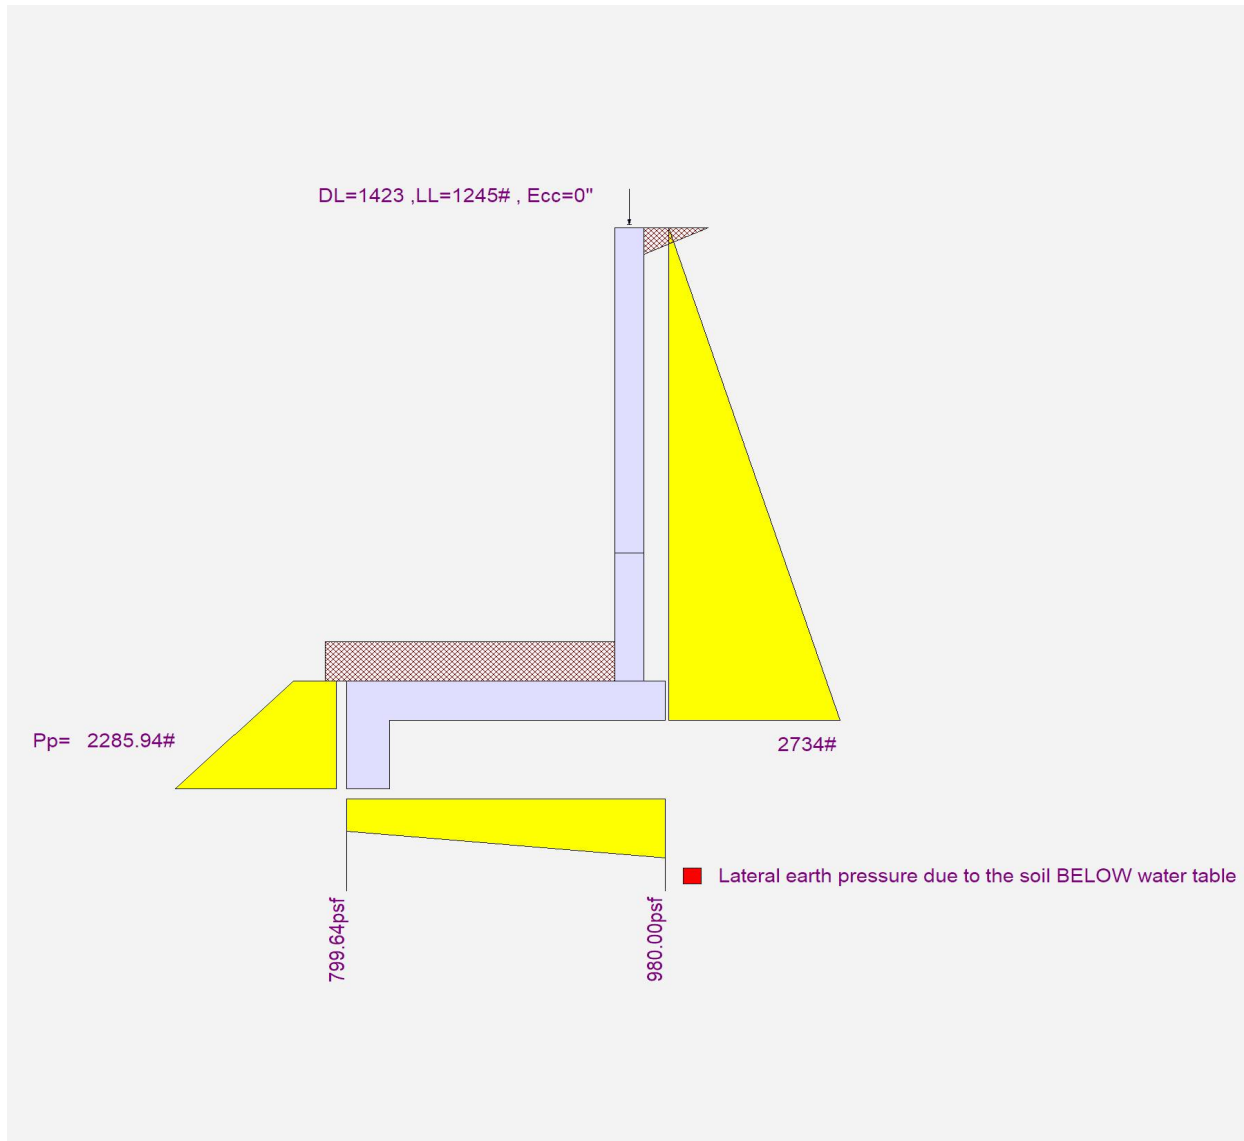 DL=1423 ,LL=1245# , Ecc=0"
Pp= 2285.94#
2734#
Lateral earth pressure due to the soil BELOW water table
799.64psf
980.00psf